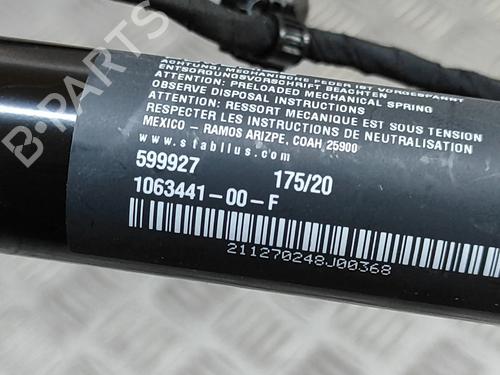 ACHTUNG, MECHANISCHE FEDER IST VORGESPANNT
ENTSORGUNGSVORSCHRIFT BEACHTEN
ATTENTION: PRELOADED MECHANICAL SPRING
OBSERVE DISPOSAL INSTRUCTIONS
ATTENTION: RESSORT MECANIQUE EST SOUS TENSION
RESPECTER LES INSTRUCTIONS DE NEUTRALISATION
MEXICO - RAMOS ARIZPE, COAH, 25900
www.stabilus.com
599927 175/20
1063441-00-F
211270248J00368
B-PARTS